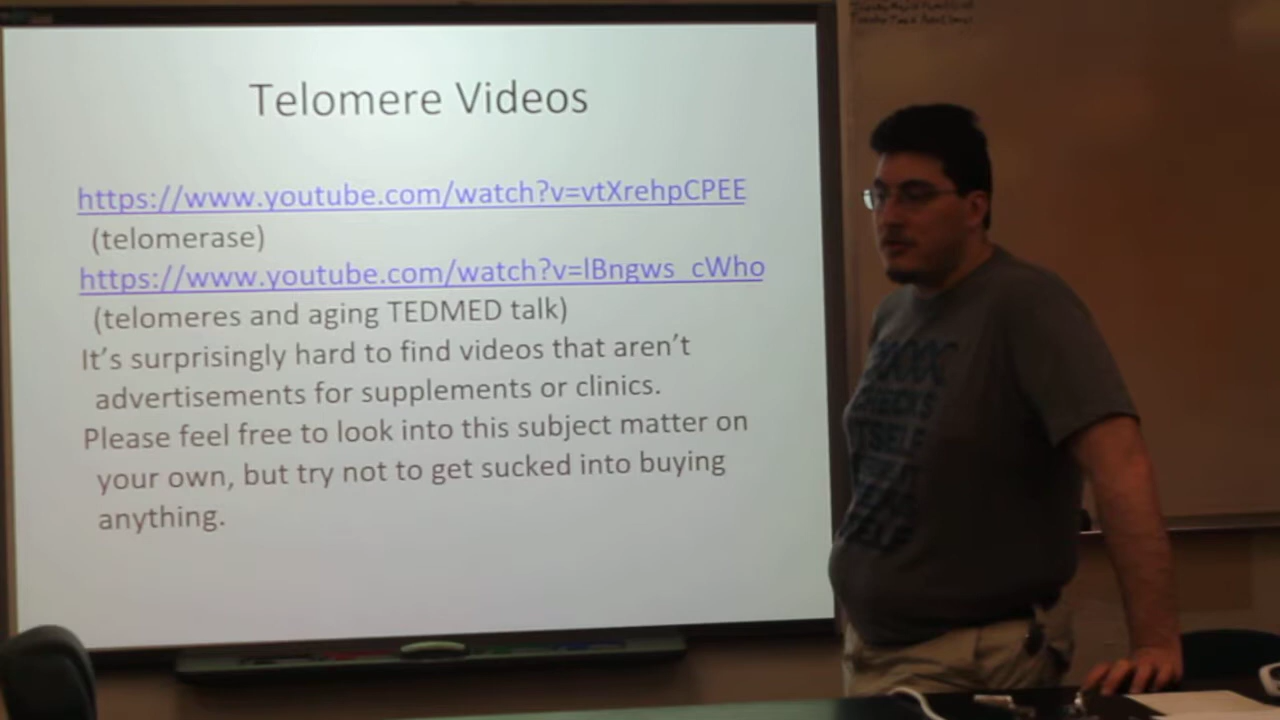 Telomere Videos
https://www.youtube.com/watch?v=vtXrehpCPEE
(telomerase)
https://www.youtube.com/watch?v=lBngws_cWho
(telomeres and aging TEDMED talk)
It's surprisingly hard to find videos that aren't
advertisements for supplements or clinics.
Please feel free to look into this subject matter on
your own, but try not to get sucked into buying
anything.